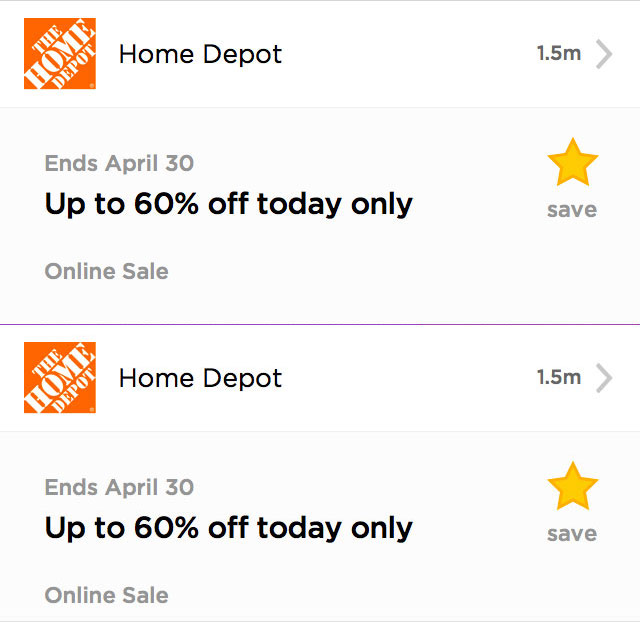 THE
HOME
DEPOT
Home Depot
1.5m
Ends April 30
Up to 60% off today only
save
Online Sale
THE
HOME
DEPOT
Home Depot
1.5m
Ends April 30
Up to 60% off today only
save
Online Sale